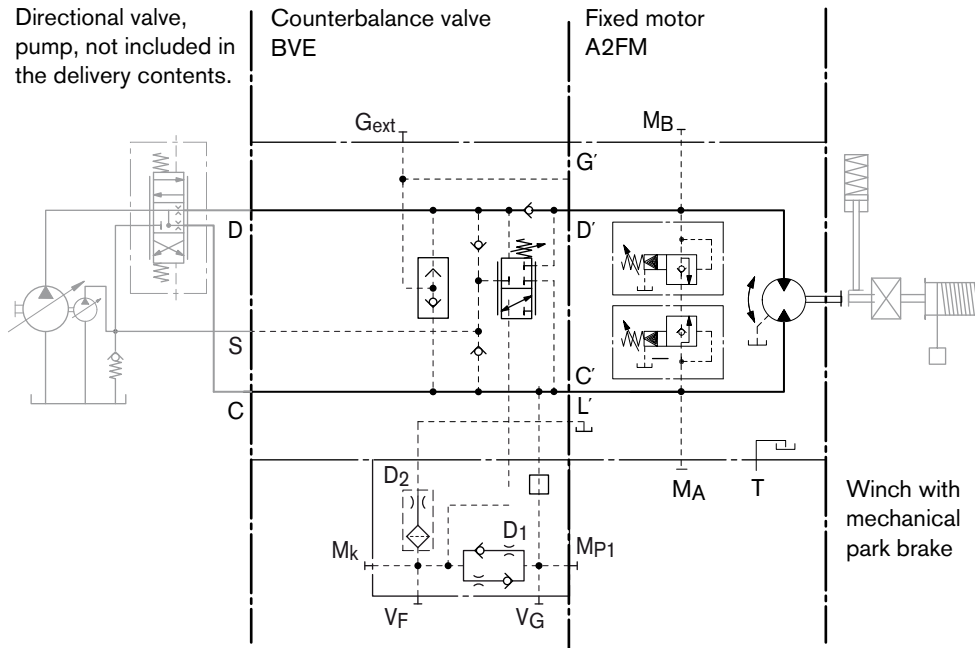 Directional valve,
pump, not included in
the delivery contents.
Counterbalance valve
BVE
Fixed motor
A2FM
Gext
MB
G′
D
D′
S
C′
C
L′
D2
MA
T
Winch with
mechanical
park brake
D1
Mk
MP1
VF
VG